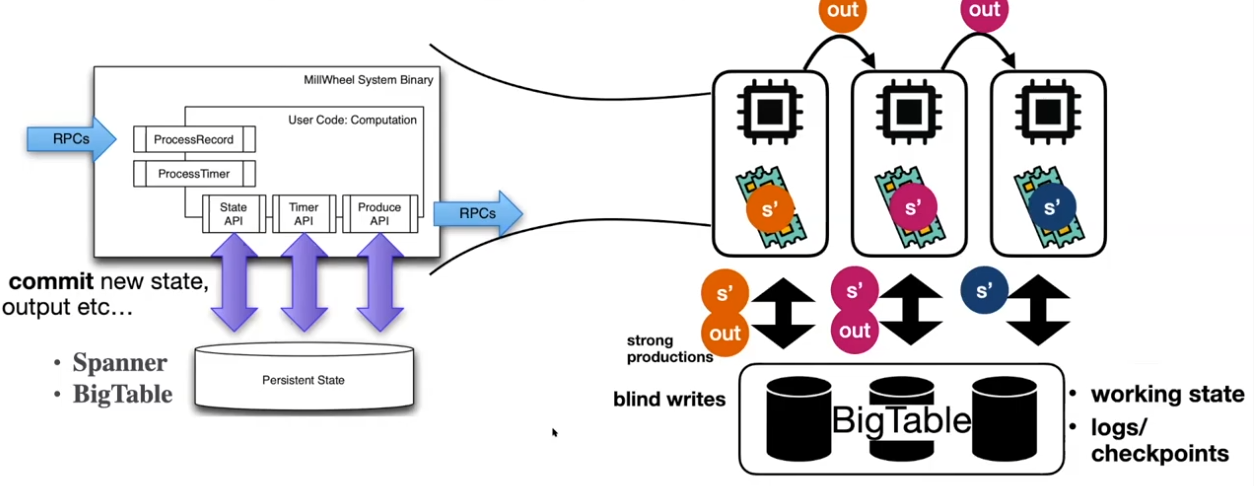 out
out
MillWheel System Binary
User Code: Computation
RPCs
ProcessRecord
ProcessTimer
State
API
Timer
API
Produce
API
RPCs
s’
s’
s’
commit new state,
output etc…
• Spanner
• BigTable
Persistent State
s’
out
s’
out
s’
strong
productions
blind writes
BigTable
• working state
• logs/
checkpoints